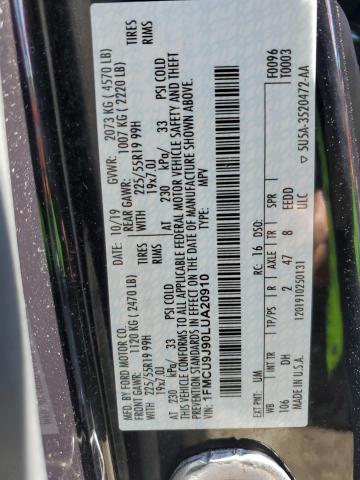 MFD. BY FORD MOTOR CO.
DATE: 10/19
GVWR: 2073 KG ( 4570 LB)
FRONT GAWR: 1120 KG ( 2470 LB)
REAR GAWR: 1007 KG ( 2220 LB)
WITH 225/55R19 99H TIRES
WITH 225/55R19 99H TIRES
19x7.0J RIMS
19x7.0J RIMS
AT 230 kPa/ 33 PSI COLD
AT 230 kPa/ 33 PSI COLD
THIS VEHICLE CONFORMS TO ALL APPLICABLE FEDERAL MOTOR VEHICLE SAFETY AND THEFT
PREVENTION STANDARDS IN EFFECT ON THE DATE OF MANUFACTURE SHOWN ABOVE.
VIN: 1FMCU9J90LUA20910
TYPE: MPV
F0096
T0003
EXT PNT: UM RC: 16 DSO:
WB INT TR TP/PS R AXLE TR SPR
106 DH 2 47 8 EEDD
ULC
MADE IN U.S.A. 1201910250131
5U5A-3520472-AA